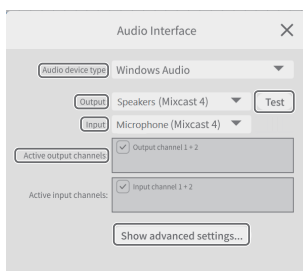 Audio Interface
Audio device type Windows Audio
Output Speakers (Mixcast 4) Test
Input Microphone (Mixcast 4)
Active output channels Output channel 1 + 2
Active input channels: Input channel 1 + 2
Show advanced settings...